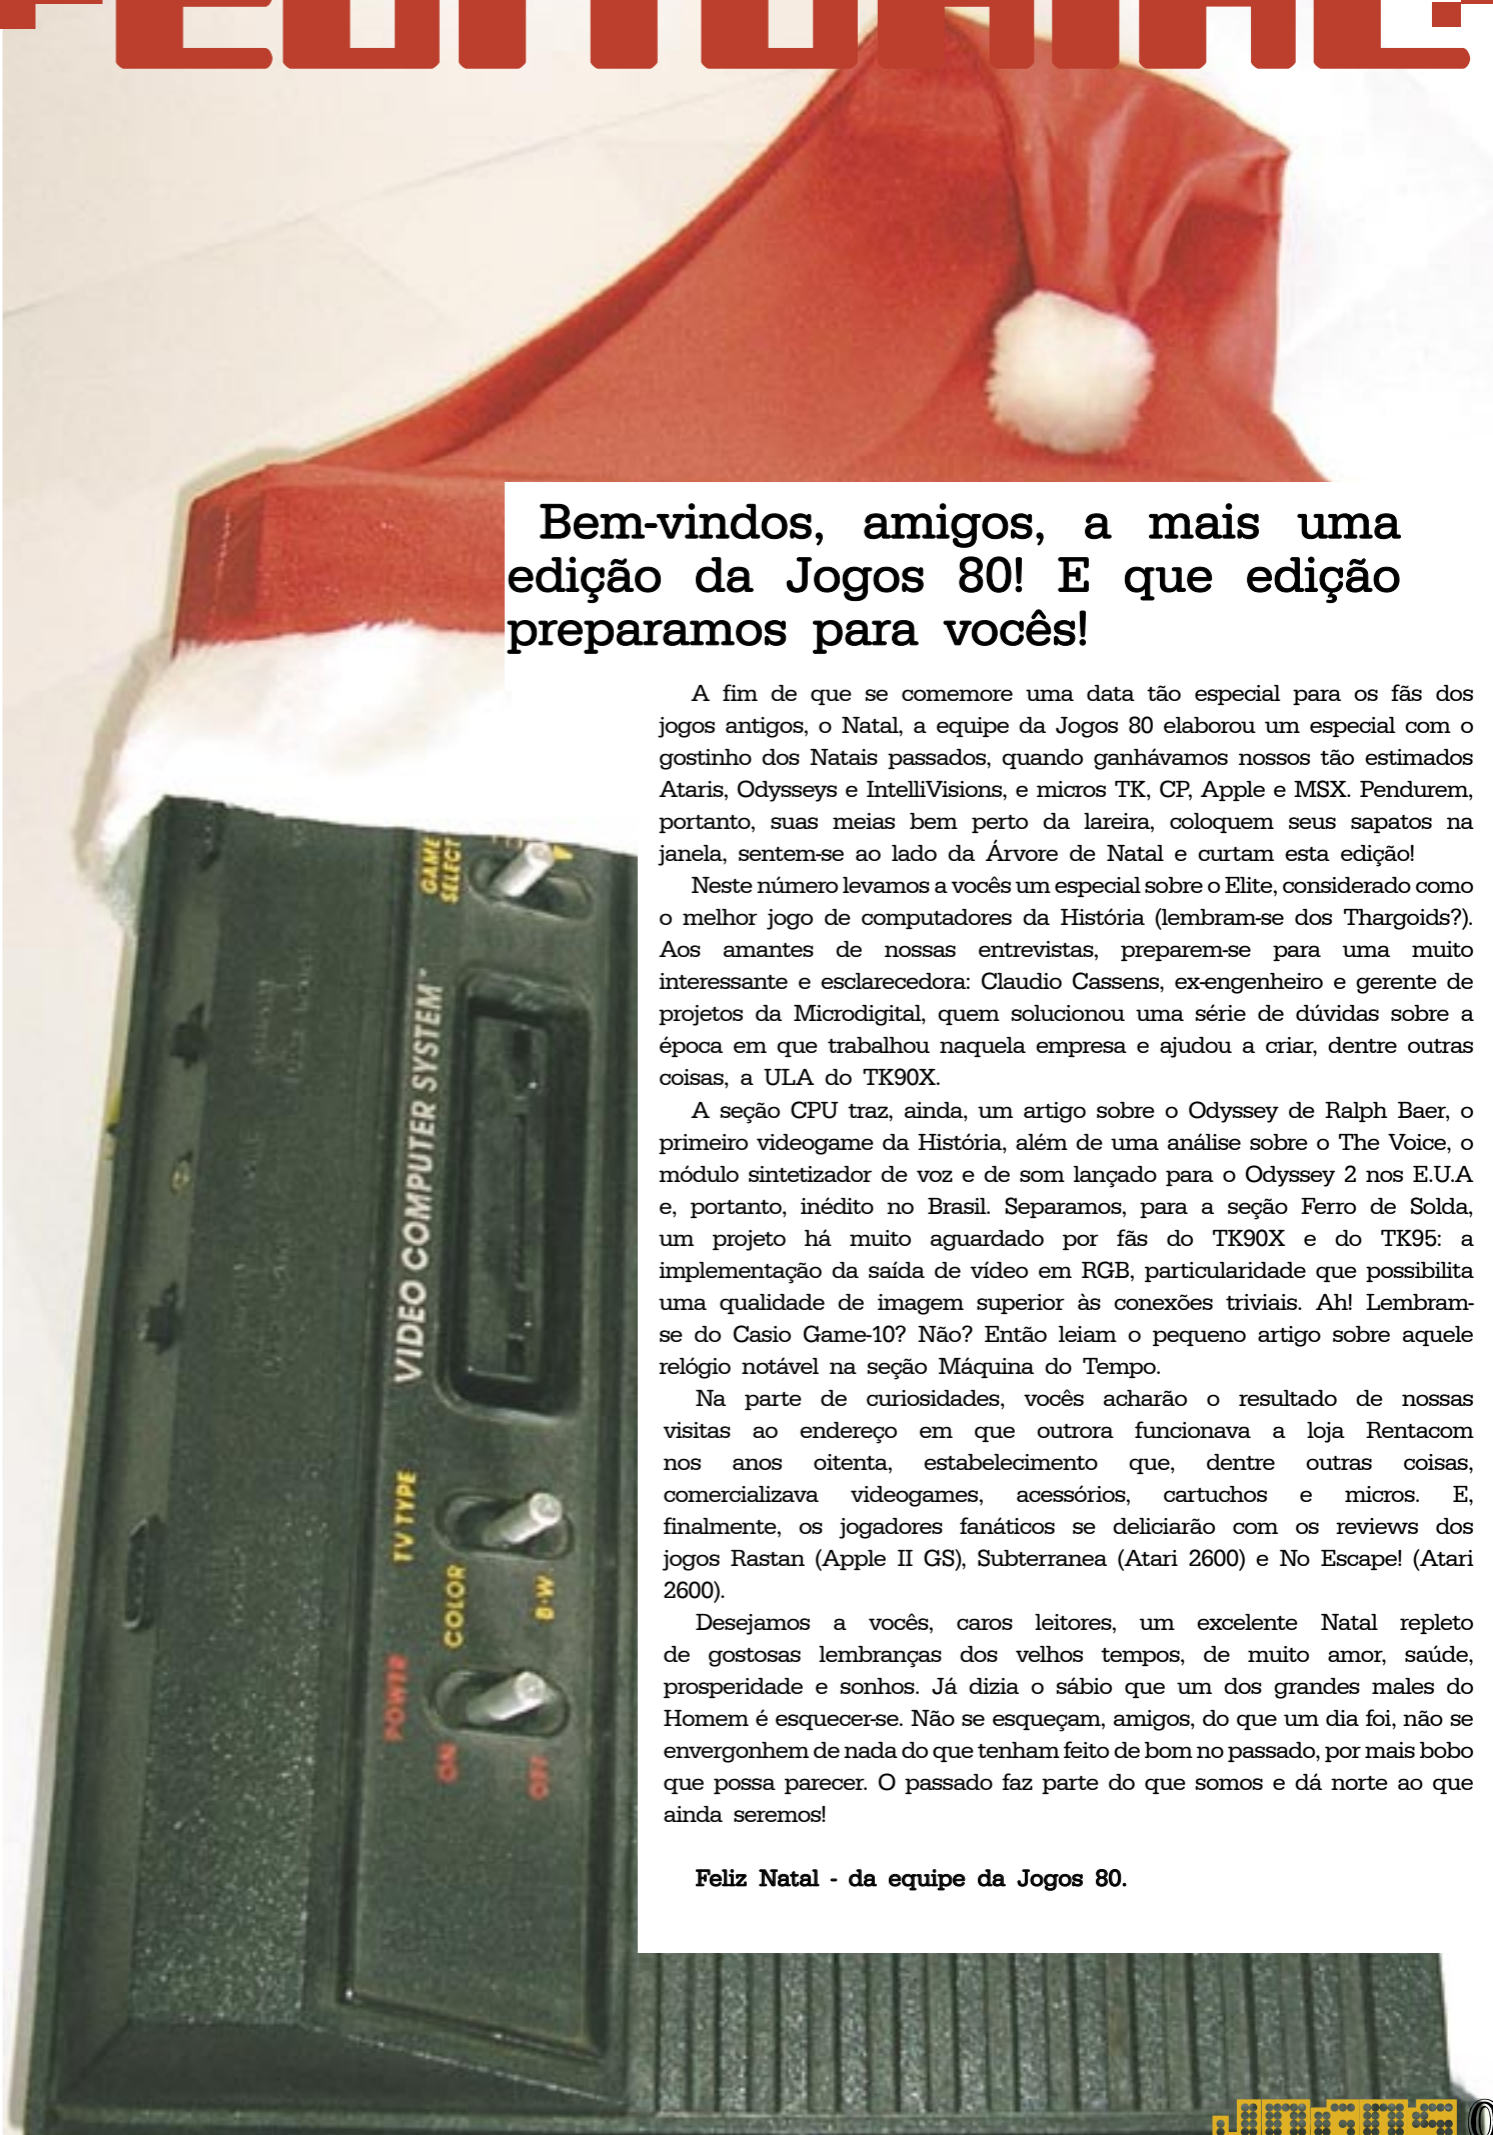 EDITORIAL
Bem-vindos, amigos, a mais uma
edição da Jogos 80! E que edição
preparamos para vocês!
A fim de que se comemore uma data tão especial para os fãs dos
jogos antigos, o Natal, a equipe da Jogos 80 elaborou um especial com o
gostinho dos Natais passados, quando ganhávamos nossos tão estimados
Ataris, Odysseys e IntelliVisions, e micros TK, CP, Apple e MSX. Pendurem,
portanto, suas meias bem perto da lareira, coloquem seus sapatos na
janela, sentem-se ao lado da Árvore de Natal e curtam esta edição!
Neste número levamos a vocês um especial sobre o Elite, considerado como
o melhor jogo de computadores da História (lembram-se dos Thargoids?).
Aos amantes de nossas entrevistas, preparem-se para uma muito
interessante e esclarecedora: Claudio Cassens, ex-engenheiro e gerente de
projetos da Microdigital, quem solucionou uma série de dúvidas sobre a
época em que trabalhou naquela empresa e ajudou a criar, dentre outras
coisas, a ULA do TK90X.
A seção CPU traz, ainda, um artigo sobre o Odyssey de Ralph Baer, o
primeiro videogame da História, além de uma análise sobre o The Voice, o
módulo sintetizador de voz e de som lançado para o Odyssey 2 nos E.U.A
e, portanto, inédito no Brasil. Separamos, para a seção Ferro de Solda,
um projeto há muito aguardado por fãs do TK90X e do TK95: a
implementação da saída de vídeo em RGB, particularidade que possibilita
uma qualidade de imagem superior às conexões triviais. Ah! Lembram-
se do Casio Game-10? Não? Então leiam o pequeno artigo sobre aquele
relógio notável na seção Máquina do Tempo.
Na parte de curiosidades, vocês acharão o resultado de nossas
visitas ao endereço em que outrora funcionava a loja Rentacom
nos anos oitenta, estabelecimento que, dentre outras coisas,
comercializava videogames, acessórios, cartuchos e micros. E,
finalmente, os jogadores fanáticos se deliciarão com os reviews dos
jogos Rastan (Apple II GS), Subterranea (Atari 2600) e No Escape! (Atari
2600).
Desejamos a vocês, caros leitores, um excelente Natal repleto
de gostosas lembranças dos velhos tempos, de muito amor, saúde,
prosperidade e sonhos. Já dizia o sábio que um dos grandes males do
Homem é esquecer-se. Não se esqueçam, amigos, do que um dia foi, não se
envergonhem de nada do que tenham feito de bom no passado, por mais bobo
que possa parecer. O passado faz parte do que somos e dá norte ao que
ainda seremos!
Feliz Natal - da equipe da Jogos 80.
GAME
SELECT
VIDEO COMPUTER SYSTEM™
TV TYPE
COLOR
B·W
POWER
ON
OFF
JOGOS